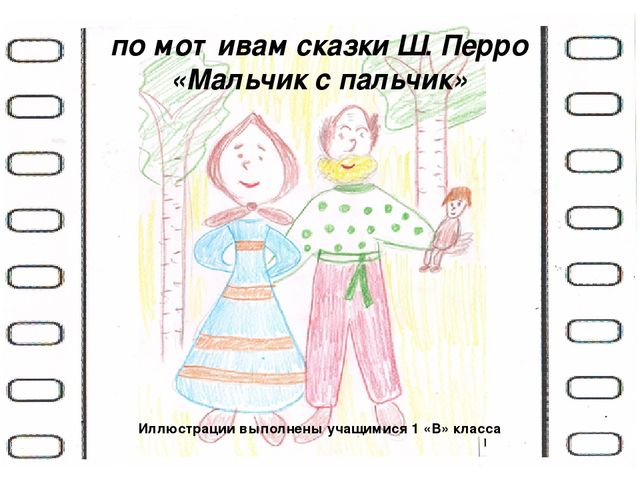 по мот ивам сказки Ш. Перро
«Мальчик с пальчик»
Иллюстрации выполнены учащимися 1 «В» класса